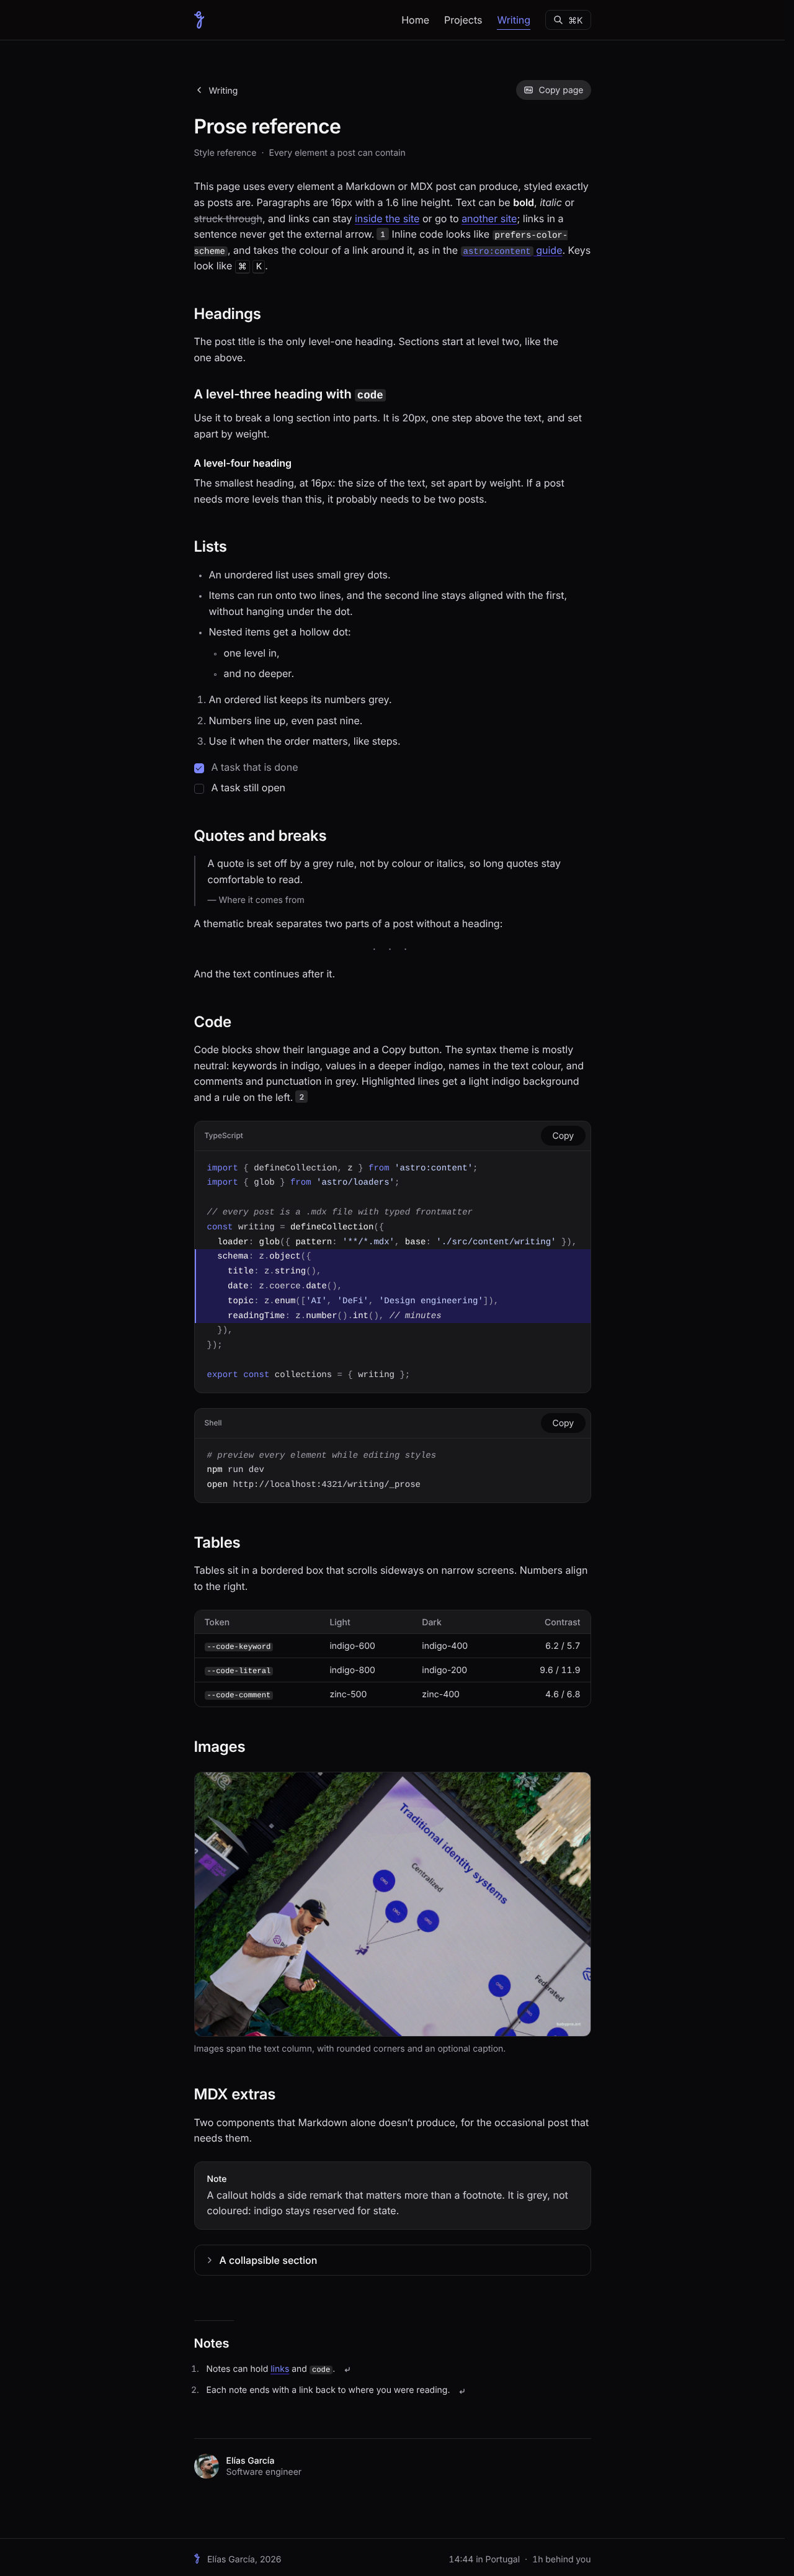 Home Projects Writing ⌘K
Writing Copy page
Prose reference
Style reference · Every element a post can contain
This page uses every element a Markdown or MDX post can produce, styled exactly
as posts are. Paragraphs are 16px with a 1.6 line height. Text can be bold, italic or
struck through, and links can stay inside the site or go to another site; links in a
sentence never get the external arrow. 1 Inline code looks like prefers-color-
scheme, and takes the colour of a link around it, as in the astro:content guide. Keys
look like ⌘ K.
Headings
The post title is the only level-one heading. Sections start at level two, like the
one above.
A level-three heading with code
Use it to break a long section into parts. It is 20px, one step above the text, and set
apart by weight.
A level-four heading
The smallest heading, at 16px: the size of the text, set apart by weight. If a post
needs more levels than this, it probably needs to be two posts.
Lists
An unordered list uses small grey dots.
Items can run onto two lines, and the second line stays aligned with the first,
without hanging under the dot.
Nested items get a hollow dot:
one level in,
and no deeper.
1. An ordered list keeps its numbers grey.
2. Numbers line up, even past nine.
3. Use it when the order matters, like steps.
A task that is done
A task still open
Quotes and breaks
A quote is set off by a grey rule, not by colour or italics, so long quotes stay
comfortable to read.
— Where it comes from
A thematic break separates two parts of a post without a heading:
· · ·
And the text continues after it.
Code
Code blocks show their language and a Copy button. The syntax theme is mostly
neutral: keywords in indigo, values in a deeper indigo, names in the text colour, and
comments and punctuation in grey. Highlighted lines get a light indigo background
and a rule on the left. 2
TypeScript Copy
import { defineCollection, z } from 'astro:content';
import { glob } from 'astro/loaders';
// every post is a .mdx file with typed frontmatter
const writing = defineCollection({
loader: glob({ pattern: '**/*.mdx', base: './src/content/writing' }),
schema: z.object({
title: z.string(),
date: z.coerce.date(),
topic: z.enum(['AI', 'DeFi', 'Design engineering']),
readingTime: z.number().int(), // minutes
}),
});
export const collections = { writing };
Shell Copy
# preview every element while editing styles
npm run dev
open http://localhost:4321/writing/_prose
Tables
Tables sit in a bordered box that scrolls sideways on narrow screens. Numbers align
to the right.
Token Light Dark Contrast
--code-keyword indigo-600 indigo-400 6.2 / 5.7
--code-literal indigo-800 indigo-200 9.6 / 11.9
--code-comment zinc-500 zinc-400 4.6 / 6.8
Images
Traditional identity systems
Centralized
Federated
Images span the text column, with rounded corners and an optional caption.
MDX extras
Two components that Markdown alone doesn’t produce, for the occasional post that
needs them.
Note
A callout holds a side remark that matters more than a footnote. It is grey, not
coloured: indigo stays reserved for state.
A collapsible section
Notes
1. Notes can hold links and code. ↵
2. Each note ends with a link back to where you were reading. ↵
Elías García
Software engineer
Elías García, 2026 14:44 in Portugal · 1h behind you